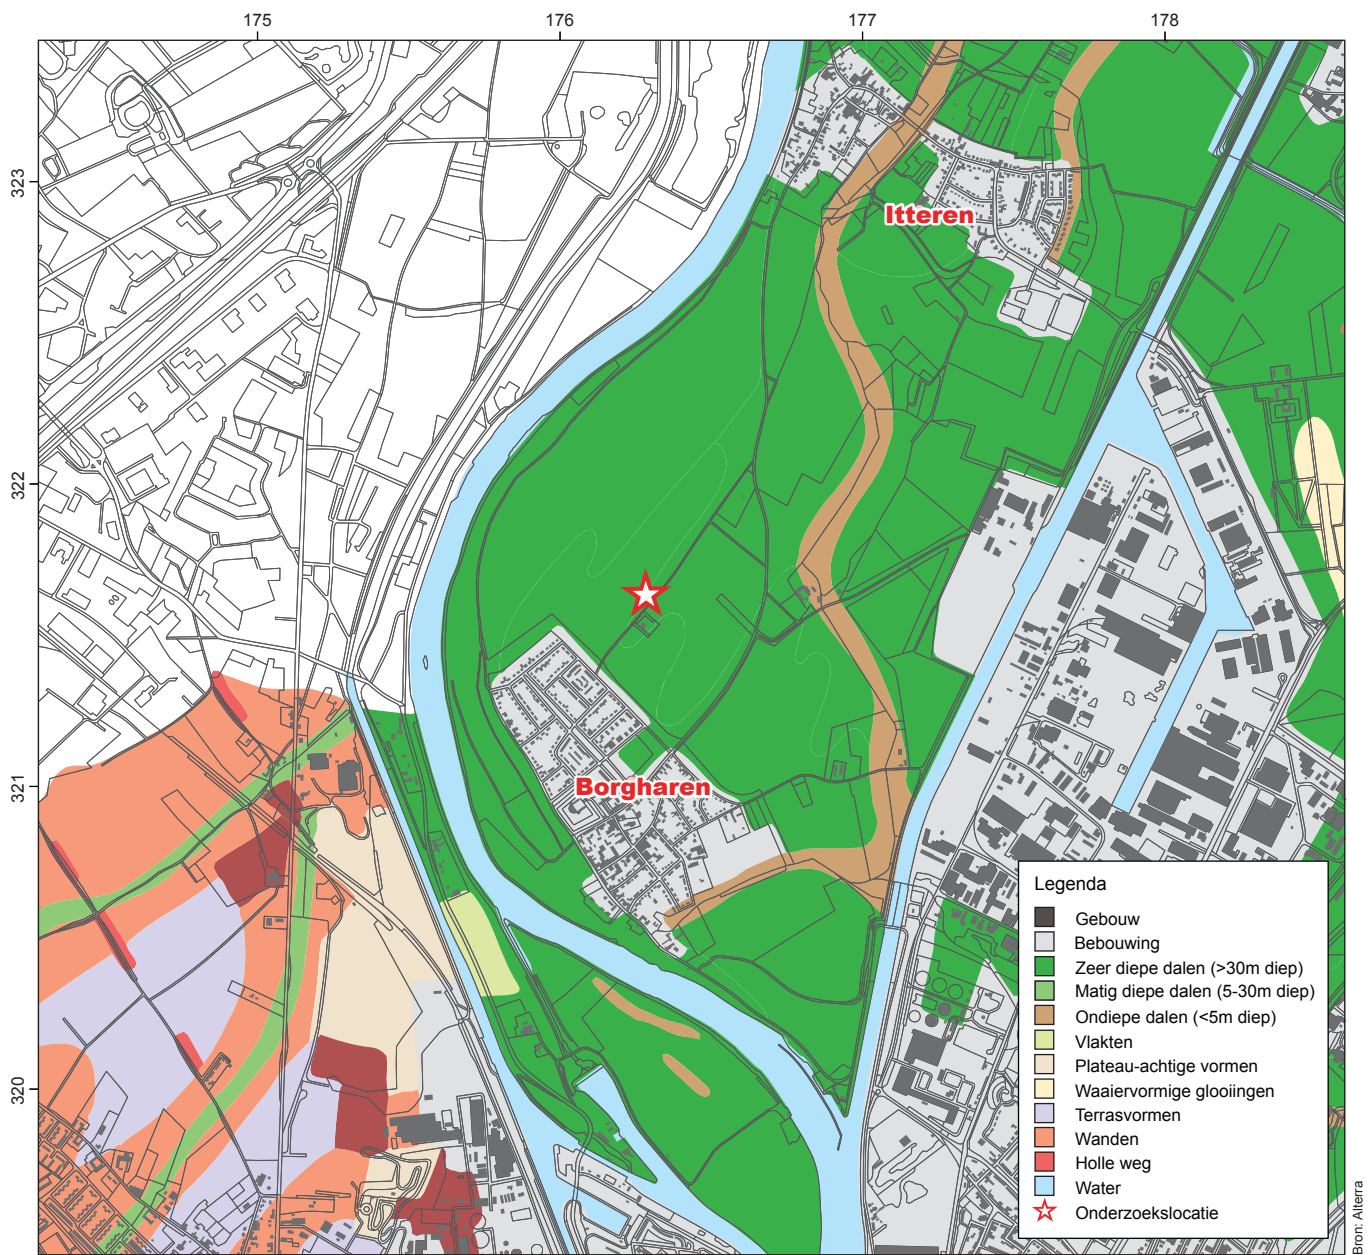 175
176
177
178
323
322
321
320
Itteren
Borgharen
Legenda
Gebouw
Bebouwing
Zeer diepe dalen (>30m diep)
Matig diepe dalen (5-30m diep)
Ondiepe dalen (<5m diep)
Vlakten
Plateau-achtige vormen
Waaiervormige glooiingen
Terrasvormen
Wanden
Holle weg
Water
Onderzoekslocatie
Bron: Alterra